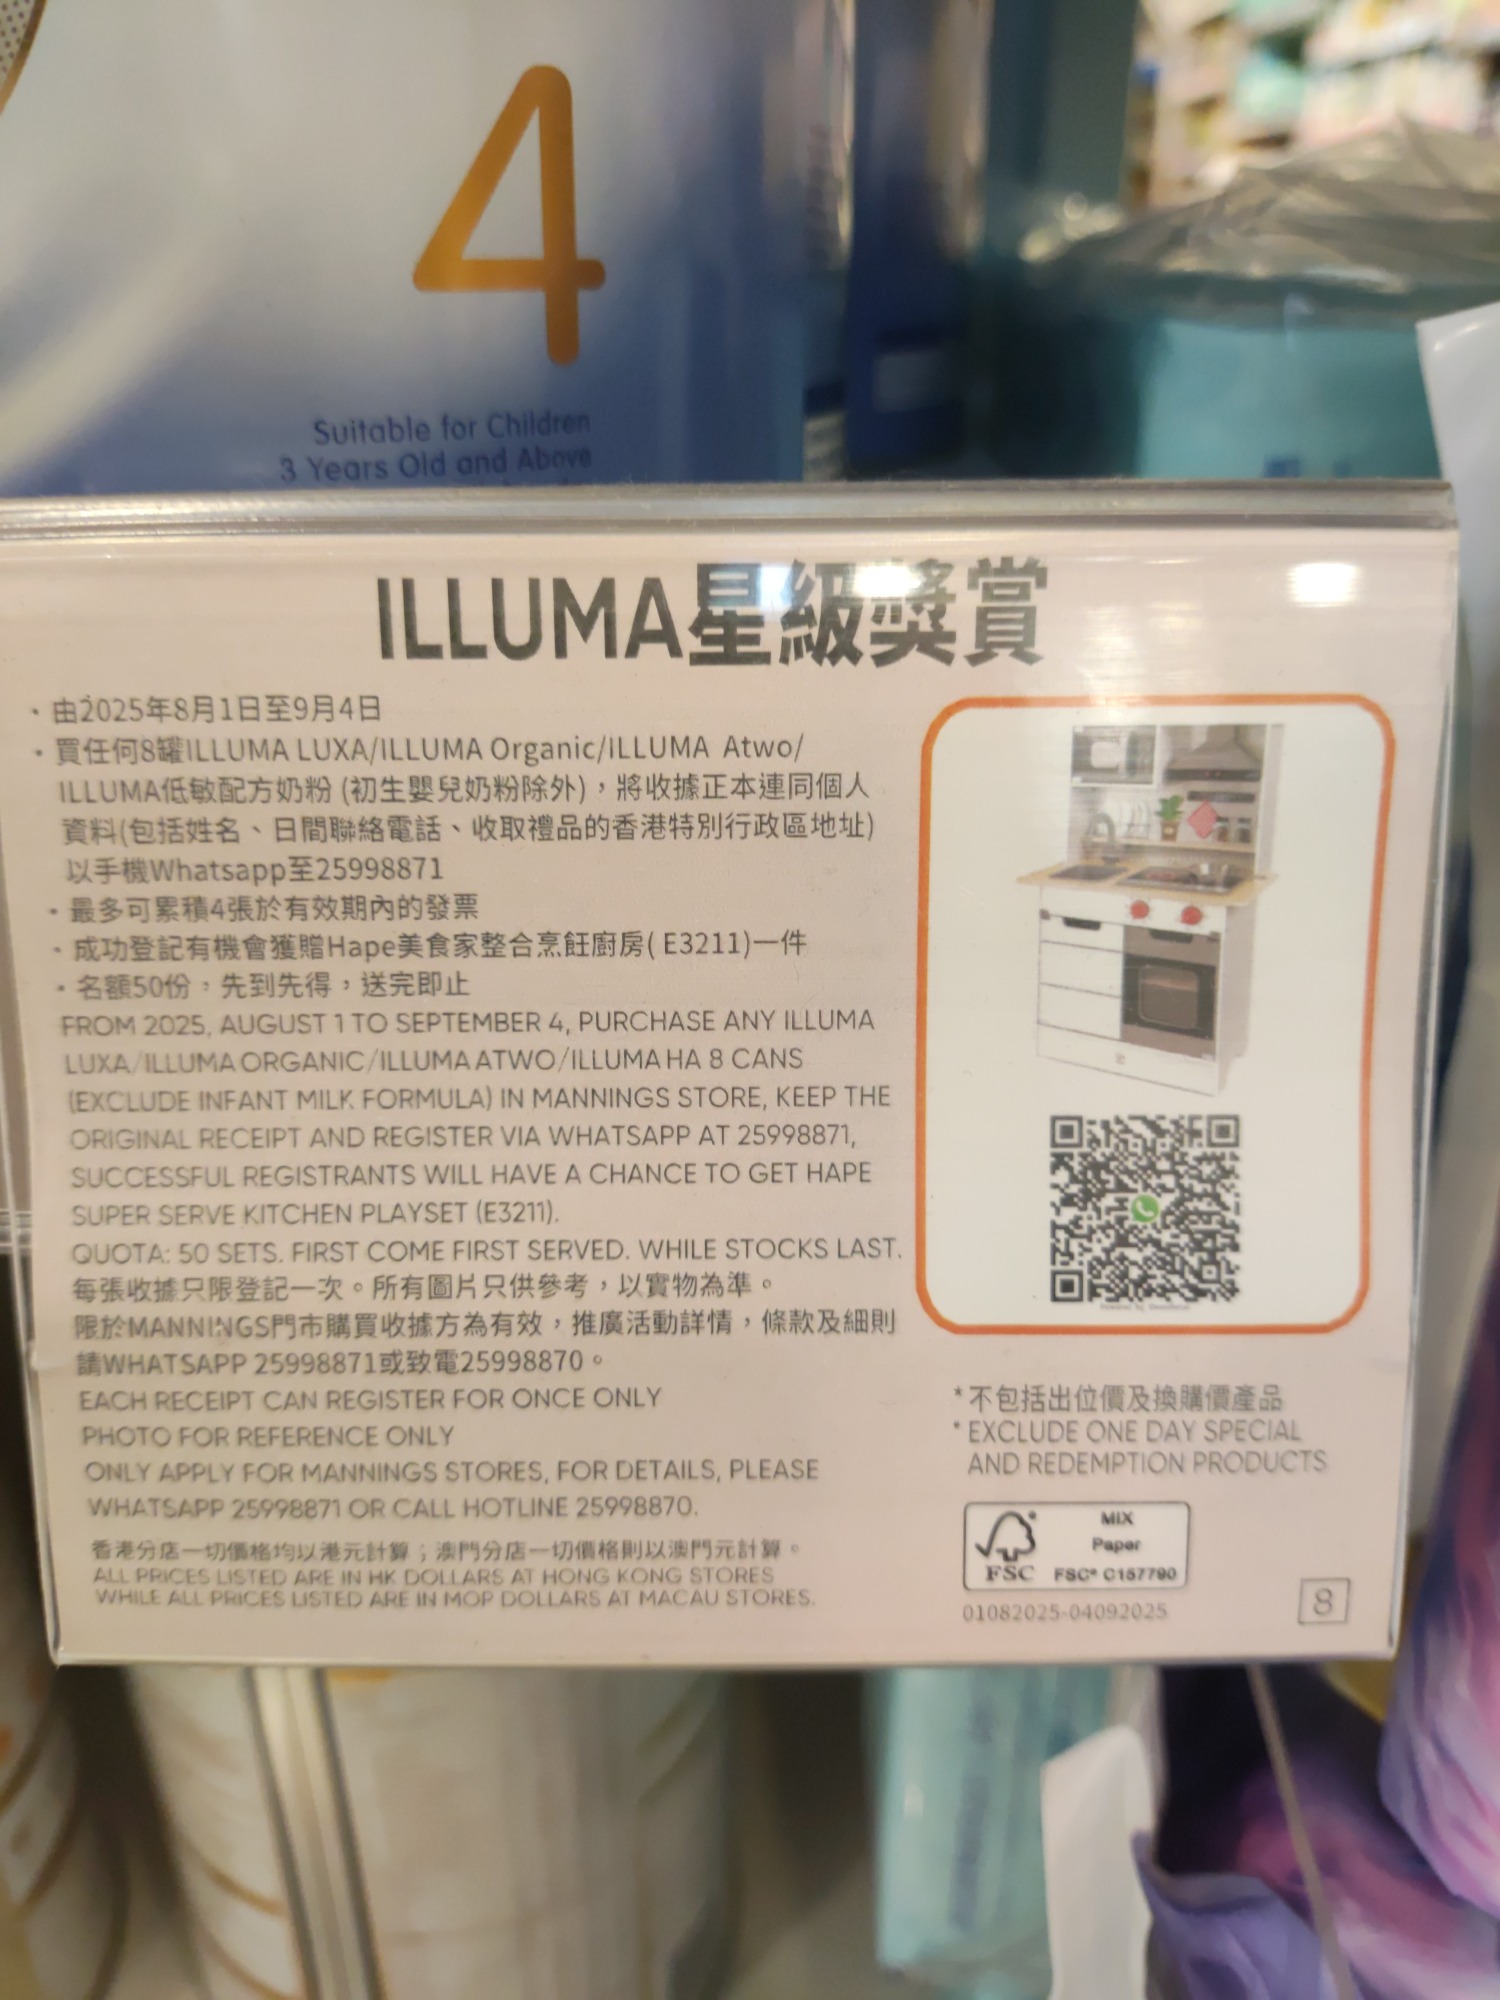 4
Suitable for Children
3 Years Old and Above
ILLUMA星級獎賞
· 由2025年8月1日至9月4日
· 買任何8罐ILLUMA LUXA/ILLUMA Organic/ILLUMA Atwo/
ILLUMA低敏配方奶粉 (初生嬰兒奶粉除外)，將收據正本連同個人
資料(包括姓名、日間聯絡電話、收取禮品的香港特別行政區地址)
以手機Whatsapp至25998871
· 最多可累積4張於有效期內的發票
· 成功登記有機會獲贈Hape美食家整合烹飪廚房( E3211)一件
· 名額50份，先到先得，送完即止
FROM 2025, AUGUST 1 TO SEPTEMBER 4, PURCHASE ANY ILLUMA
LUXA/ILLUMA ORGANIC/ILLUMA ATWO/ILLUMA HA 8 CANS
(EXCLUDE INFANT MILK FORMULA) IN MANNINGS STORE, KEEP THE
ORIGINAL RECEIPT AND REGISTER VIA WHATSAPP AT 25998871,
SUCCESSFUL REGISTRANTS WILL HAVE A CHANCE TO GET HAPE
SUPER SERVE KITCHEN PLAYSET (E3211).
QUOTA: 50 SETS. FIRST COME FIRST SERVED. WHILE STOCKS LAST.
每張收據只限登記一次。所有圖片只供參考，以實物為準。
限於MANNINGS門市購買收據方為有效，推廣活動詳情，條款及細則
請WHATSAPP 25998871或致電25998870。
EACH RECEIPT CAN REGISTER FOR ONCE ONLY
PHOTO FOR REFERENCE ONLY
ONLY APPLY FOR MANNINGS STORES, FOR DETAILS, PLEASE
WHATSAPP 25998871 OR CALL HOTLINE 25998870.
香港分店一切價格均以港元計算；澳門分店一切價格則以澳門元計算。
ALL PRICES LISTED ARE IN HK DOLLARS AT HONG KONG STORES
WHILE ALL PRICES LISTED ARE IN MOP DOLLARS AT MACAU STORES.
* 不包括出位價及換購價產品
* EXCLUDE ONE DAY SPECIAL
AND REDEMPTION PRODUCTS
MIX
Paper
FSC FSC® C157790
01082025-04092025
8